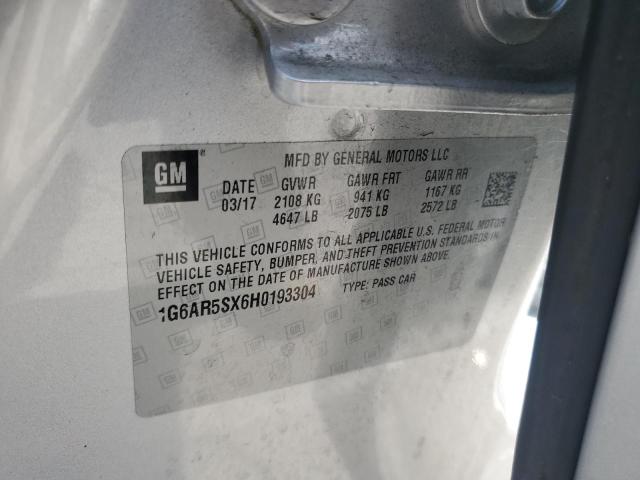 GM
MFD BY GENERAL MOTORS LLC
DATE GVWR GAWR FRT GAWR RR
03/17 2108 KG 941 KG 1167 KG
4647 LB 2075 LB 2572 LB
THIS VEHICLE CONFORMS TO ALL APPLICABLE U.S. FEDERAL MOTOR
VEHICLE SAFETY, BUMPER, AND THEFT PREVENTION STANDARDS IN
EFFECT ON THE DATE OF MANUFACTURE SHOWN ABOVE.
1G6AR5SX6H0193304 TYPE: PASS CAR